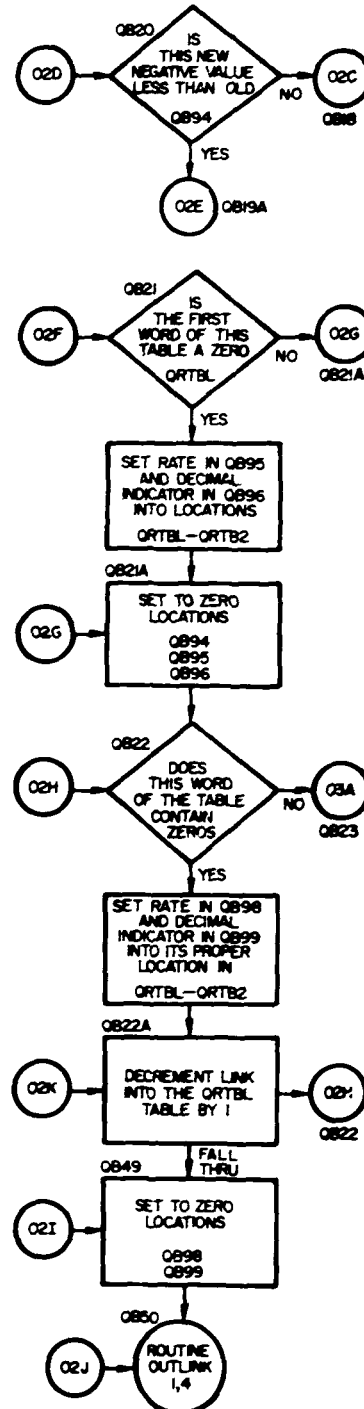 QB20
IS
THIS NEW
NEGATIVE VALUE
LESS THAN OLD
QB94
02D
NO
02C
QB18
YES
02E
QB19A
QB21
IS
THE FIRST
WORD OF THIS
TABLE A ZERO
QRTBL
02F
NO
02G
QB21A
YES
SET RATE IN QB95
AND DECIMAL
INDICATOR IN QB96
INTO LOCATIONS
QRTBL-QRTB2
QB21A
02G
SET TO ZERO
LOCATIONS
QB94
QB95
QB96
QB22
02H
DOES
THIS WORD
OF THE TABLE
CONTAIN
ZEROS
NO
03A
QB23
YES
SET RATE IN QB98
AND DECIMAL
INDICATOR IN QB99
INTO ITS PROPER
LOCATION IN
QRTBL-QRTB2
QB22A
02K
DECREMENT LINK
INTO THE QRTBL
TABLE BY 1
02H
QB22
FALL
THRU
QB49
02I
SET TO ZERO
LOCATIONS
QB98
QB99
QB50
02J
ROUTINE
OUTLINK
1,4